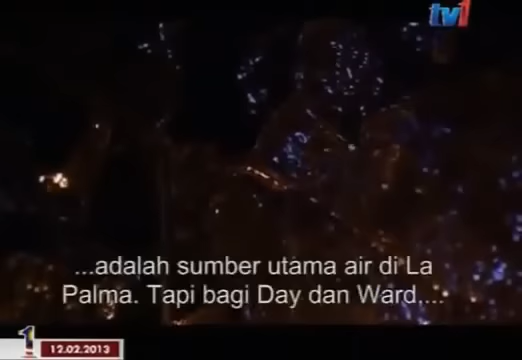 tv1
...adalah sumber utama air di La
Palma. Tapi bagi Day dan Ward....
1
12.02.2013